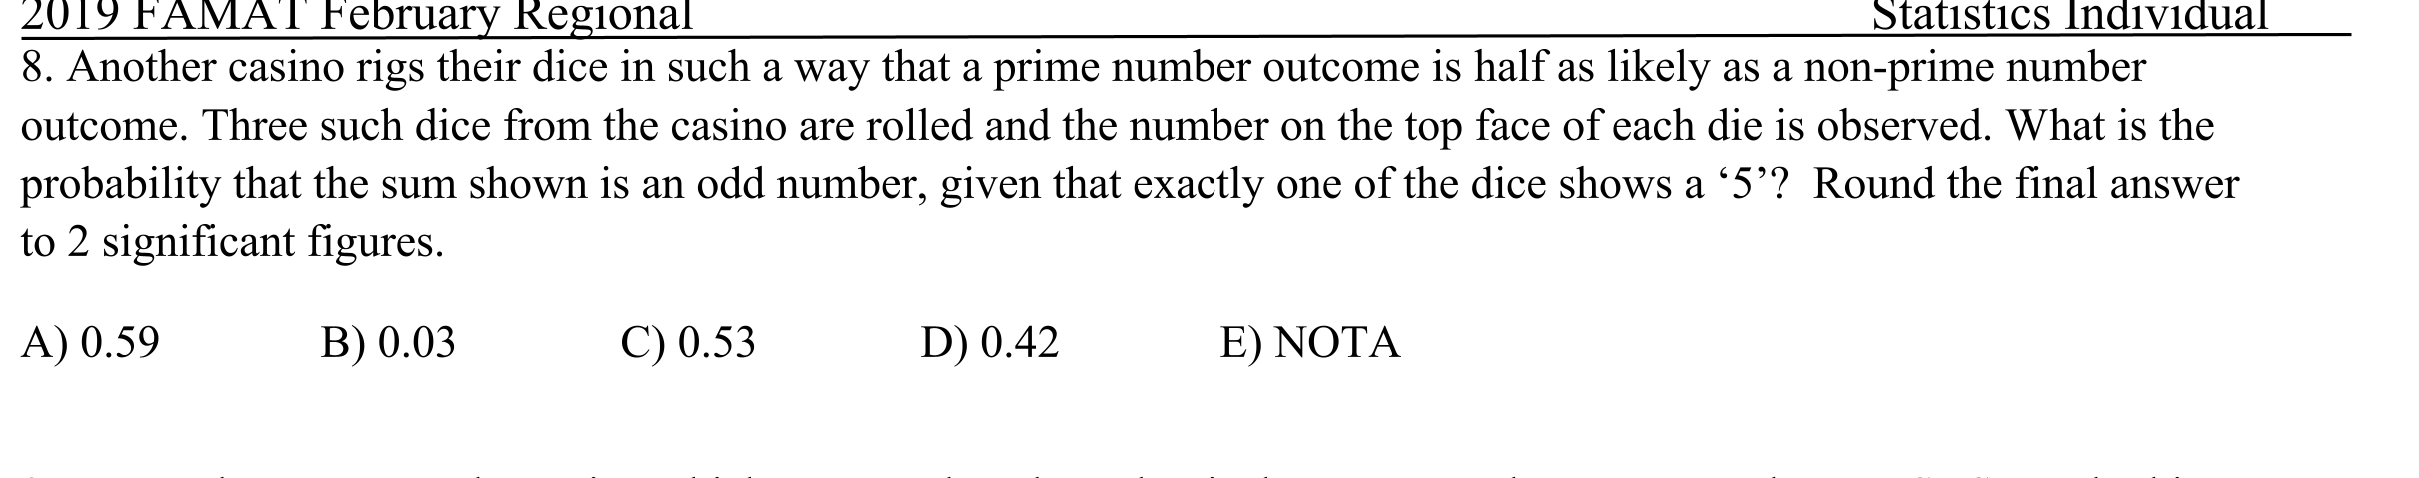 2019 FAMAT February Regional Statistics Individual
8. Another casino rigs their dice in such a way that a prime number outcome is half as likely as a non-prime number
outcome. Three such dice from the casino are rolled and the number on the top face of each die is observed. What is the
probability that the sum shown is an odd number, given that exactly one of the dice shows a ‘5’? Round the final answer
to 2 significant figures.
A) 0.59 B) 0.03 C) 0.53 D) 0.42 E) NOTA